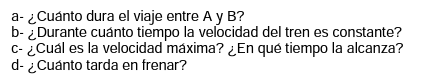 a- ¿Cuánto dura el viaje entre A y B?
b- ¿Durante cuánto tiempo la velocidad del tren es constante?
c- ¿Cuál es la velocidad máxima? ¿En qué tiempo la alcanza?
d- ¿Cuánto tarda en frenar?